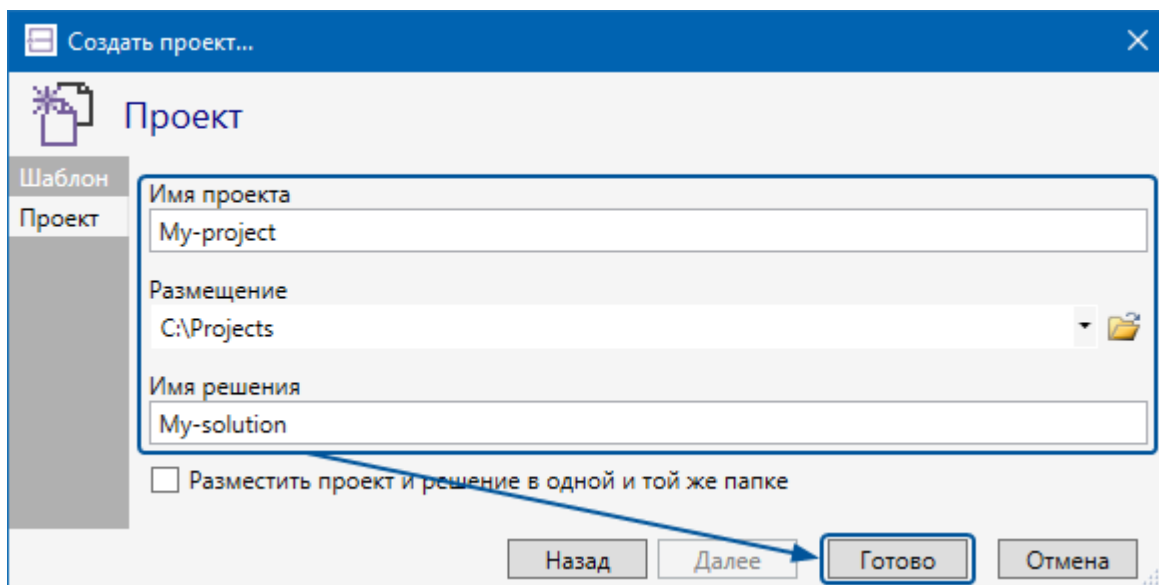 Создать проект...
Проект
Шаблон
Проект
Имя проекта
My-project
Размещение
C:\Projects
Имя решения
My-solution
Разместить проект и решение в одной и той же папке
Назад Далее Готово Отмена